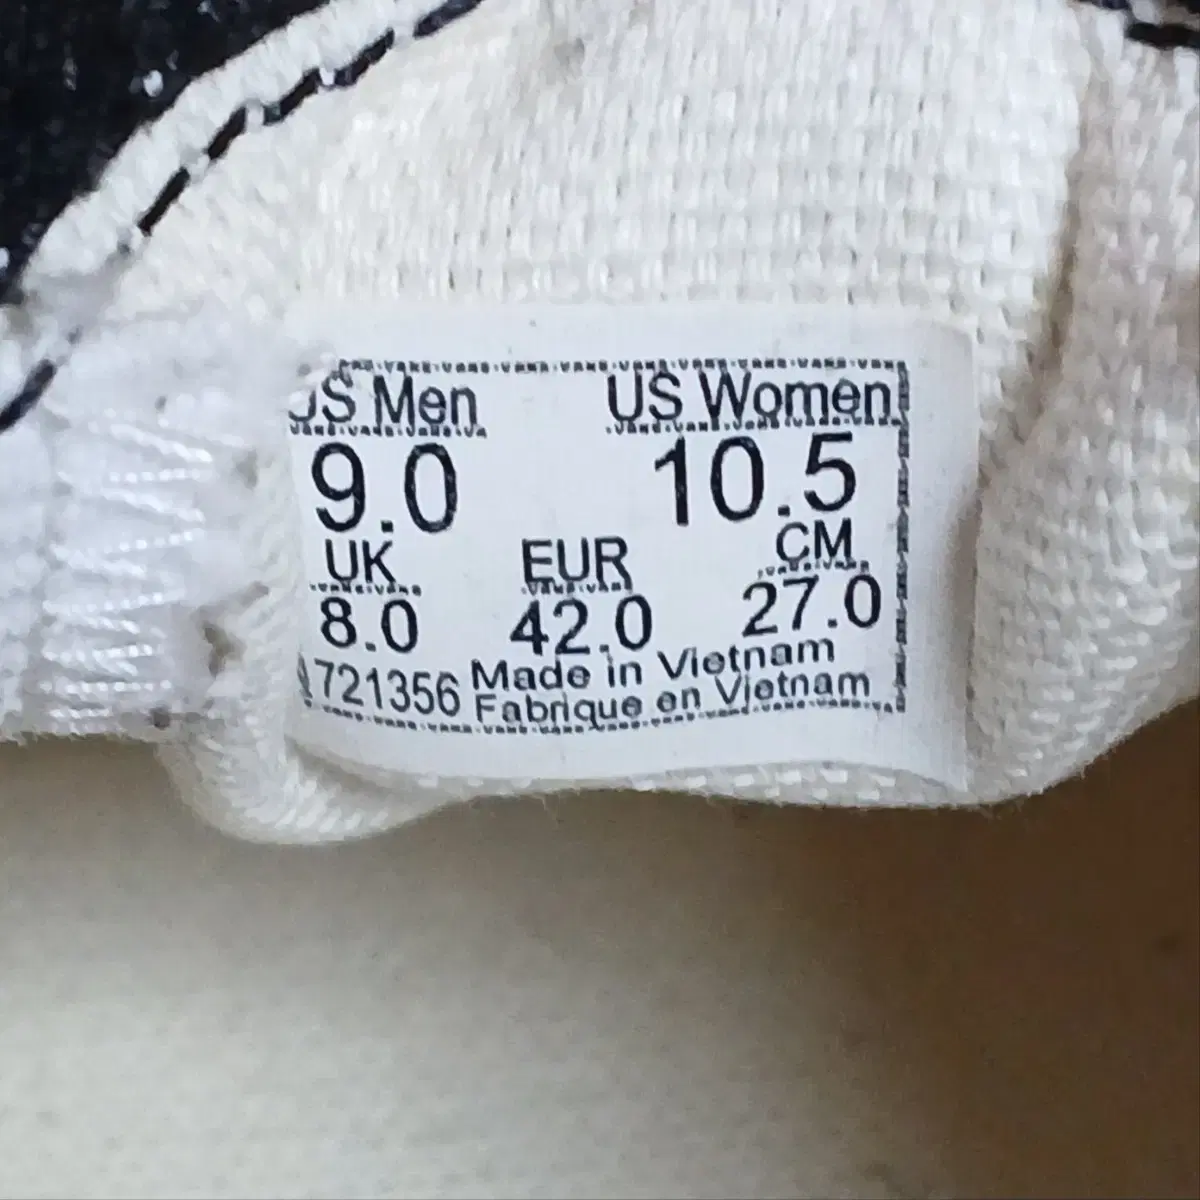 US Men US Women
9.0 10.5
UK EUR CM
8.0 42.0 27.0
721356 Made in Vietnam
Fabrique en Vietnam